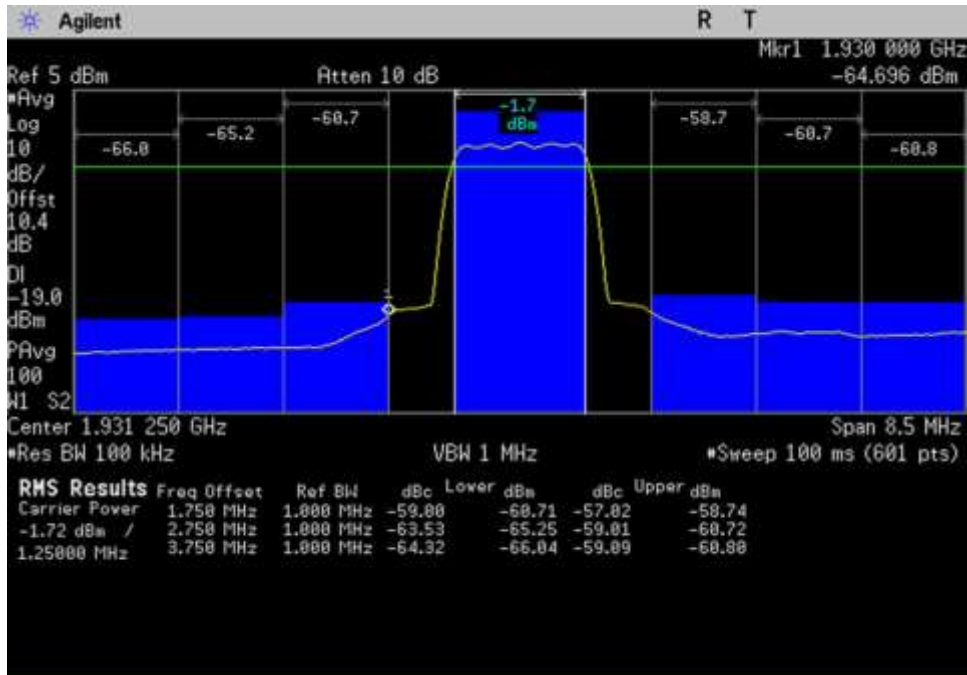 Agilent R T
Mkr1 1.930 000 GHz
Ref 5 dBm Atten 10 dB -64.696 dBm
#Avg
Log
10
dB/
Offst
10.4
dB
DI
-19.0
dBm
PAvg
100
W1 S2
-66.0 -65.2 -60.7 -1.7 dBm -58.7 -60.7 -60.8
Center 1.931 250 GHz Span 8.5 MHz
#Res BW 100 kHz VBW 1 MHz #Sweep 100 ms (601 pts)
RMS Results Freq Offset Ref BW dBc Lower dBm dBc Upper dBm
Carrier Power 1.750 MHz 1.000 MHz -59.00 -60.71 -57.02 -58.74
-1.72 dBm / 2.750 MHz 1.000 MHz -63.53 -65.25 -59.01 -60.72
1.25000 MHz 3.750 MHz 1.000 MHz -64.32 -66.04 -59.09 -60.80